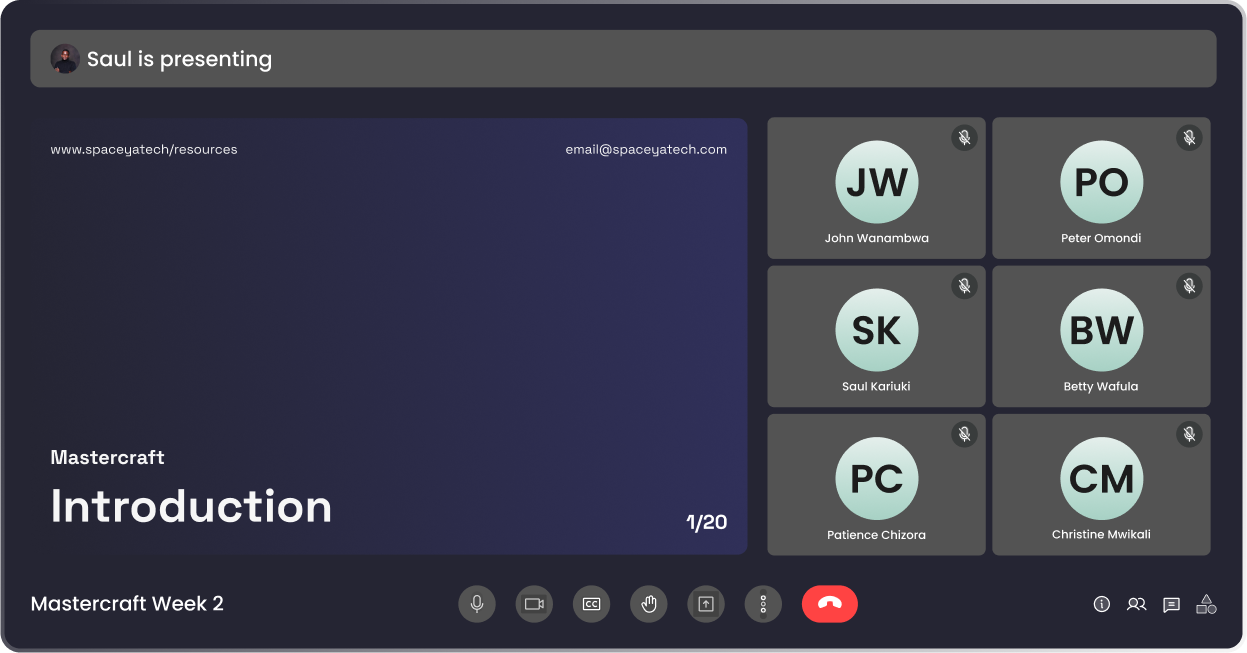 Saul is presenting
www.spaceyatech/resources
email@spaceyatech.com
Mastercraft
Introduction
1/20
JW
John Wanambwa
PO
Peter Omondi
SK
Saul Kariuki
BW
Betty Wafula
PC
Patience Chizora
CM
Christine Mwikali
Mastercraft Week 2
CC